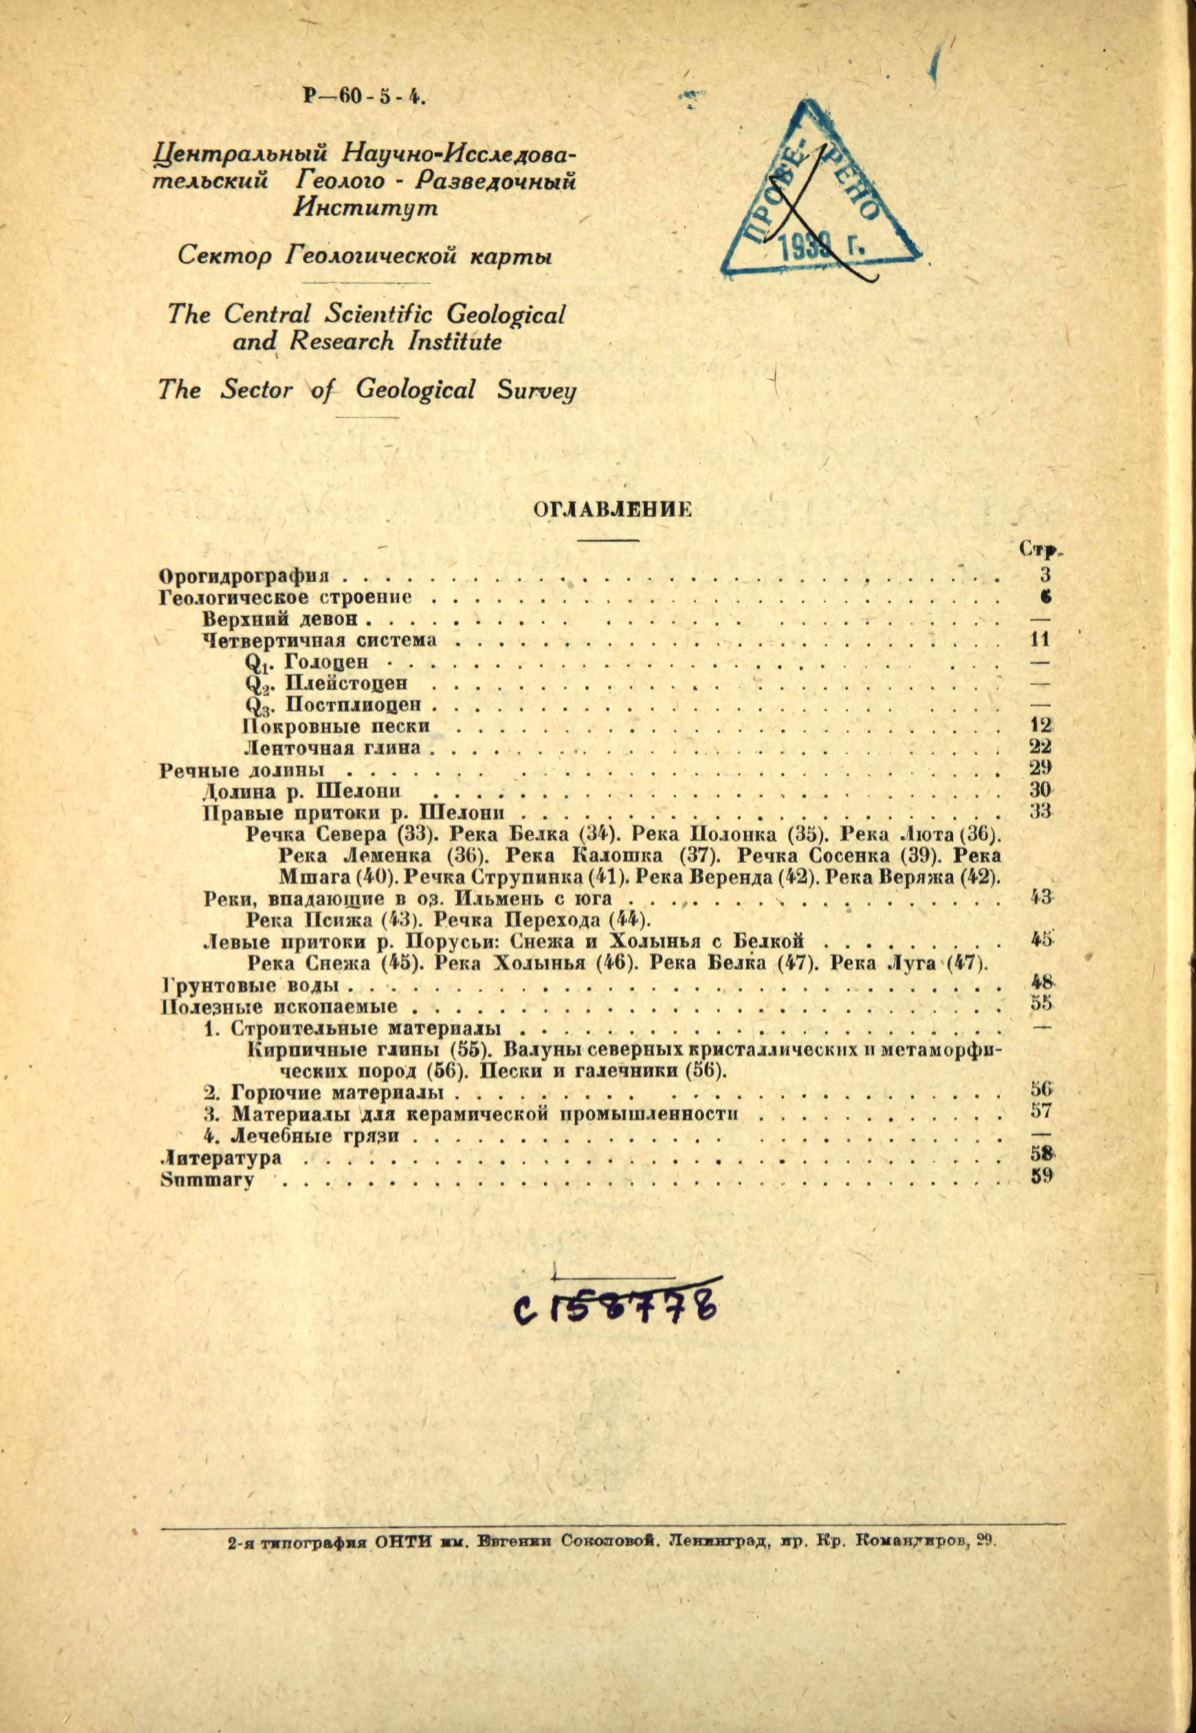 Р—60-5-4.
Центральный Научно-Исследова-
тельский Геолого - Разведочный
Институт
Сектор Геологической карты
The Central Scientific Geological
and Research Institute
The Sector of Geological Survey
ПРОВЕ-РЕНО
1939 г.
ОГЛАВЛЕНИЕ
Стр.
Орогидрография . . . . . . . . . . 3
Геологическое строение . . . . . . . . . . 6
Верхний девон . . . . . . . . . . —
Четвертичная система . . . . . . . . . . 11
Q₁. Голоцен . . . . . . . . . . —
Q₂. Плейстоцен . . . . . . . . . . —
Q₃. Постплиоцен . . . . . . . . . . —
Покровные пески . . . . . . . . . . 12
Ленточная глина . . . . . . . . . . 22
Речные долины . . . . . . . . . . 29
Долина р. Шелони . . . . . . . . . . 30
Правые притоки р. Шелони . . . . . . . . . . 33
Речка Севера (33). Река Белка (34). Река Полонка (35). Река Люта (36).
Река Леменка (36). Река Калошка (37). Речка Сосенка (39). Река
Мшага (40). Речка Струпинка (41). Река Веренда (42). Река Веряжа (42).
Реки, впадающие в оз. Ильмень с юга . . . . . . . . . . 43
Река Псижа (43). Речка Перехода (44).
Левые притоки р. Порусьи: Снежа и Холынья с Белкой . . . . . . . . . 45
Река Снежа (45). Река Холынья (46). Река Белка (47). Река Луга (47).
Грунтовые воды . . . . . . . . . . 48
Полезные ископаемые . . . . . . . . . . 55
1. Строительные материалы . . . . . . . . . . —
Кирпичные глины (55). Валуны северных кристаллических и метаморфи-
ческих пород (56). Пески и галечники (56).
2. Горючие материалы . . . . . . . . . . 56
3. Материалы для керамической промышленности . . . . . . . . . . 57
4. Лечебные грязи . . . . . . . . . . —
Литература . . . . . . . . . . 58
Summary . . . . . . . . . . 59
С158778
2-я типография ОНТИ им. Евгении Соколовой. Ленинград, пр. Кр. Командиров, 29.